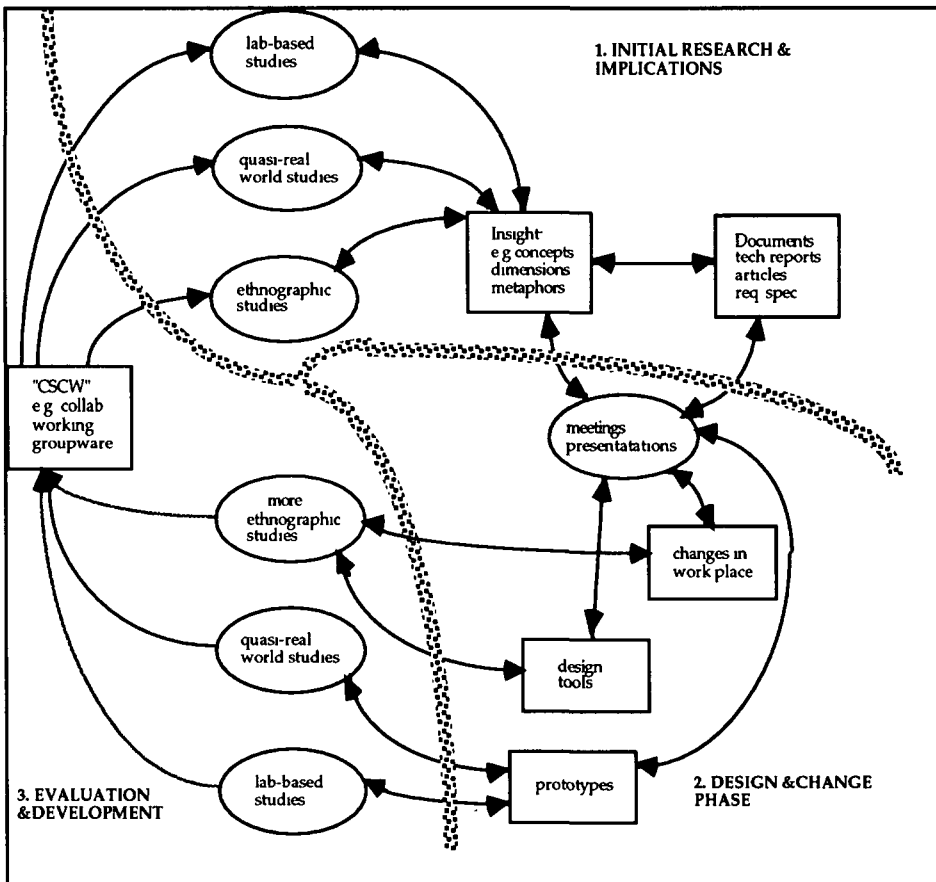 lab-based
studies
1. INITIAL RESEARCH &
IMPLICATIONS
quasi-real
world studies
ethnographic
studies
Insight-
e g concepts
dimensions
metaphors
Documents
tech reports
articles
req spec
"CSCW"
e g collab
working
groupware
meetings
presentatations
more
ethnographic
studies
changes in
work place
quasi-real
world studies
design
tools
lab-based
studies
prototypes
3. EVALUATION
&DEVELOPMENT
2. DESIGN &CHANGE
PHASE